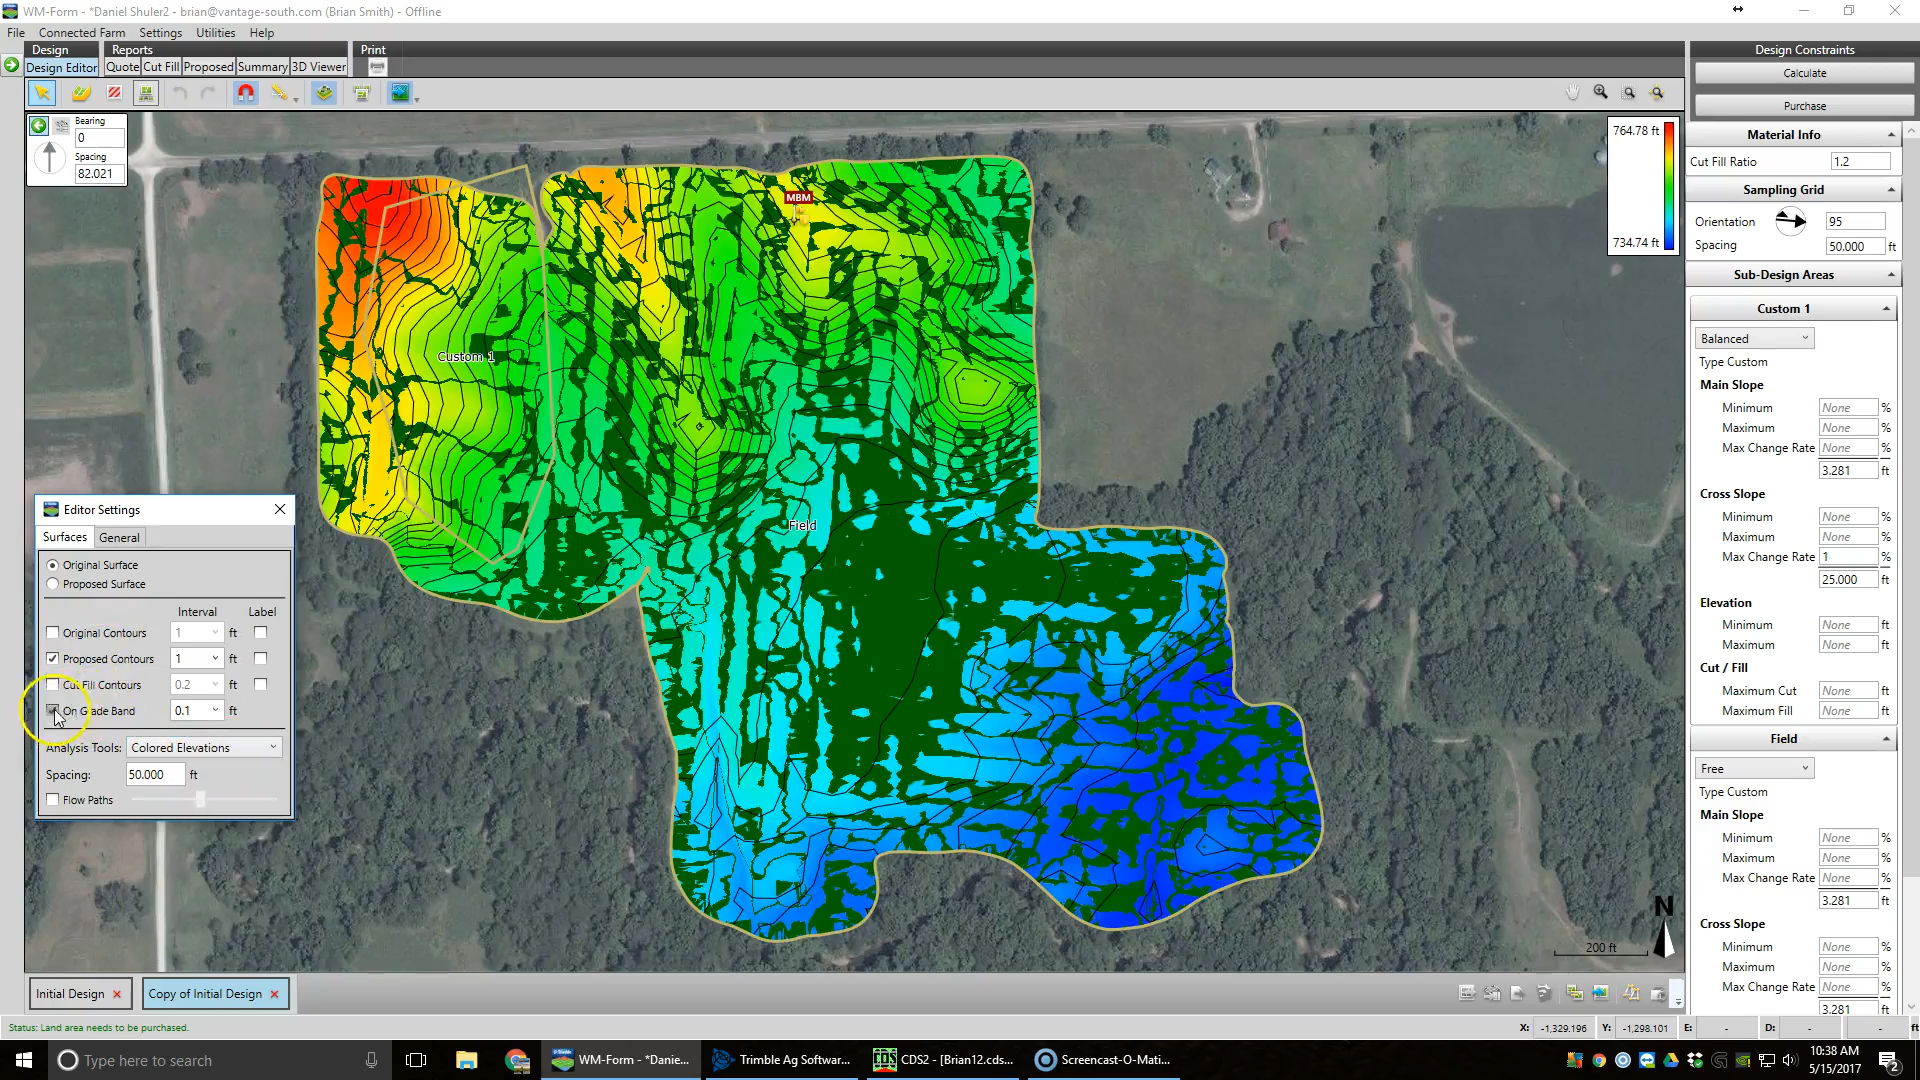 WM-Form - *Daniel Shuler2 - brian@vantage-south.com (Brian Smith) - Offline
File Connected Farm Settings Utilities Help
Design Reports Print
Design Editor Quote Cut Fill Proposed Summary 3D Viewer
Bearing
0
Spacing
82.021
764.78 ft
734.74 ft
MBM
Custom 1
Field
N
200 ft
Editor Settings
Surfaces General
Original Surface
Proposed Surface
Interval Label
Original Contours 1 ft
Proposed Contours 1 ft
Cut Fill Contours 0.2 ft
On Grade Band 0.1 ft
Analysis Tools: Colored Elevations
Spacing: 50.000 ft
Flow Paths
Design Constraints
Calculate
Purchase
Material Info
Cut Fill Ratio 1.2
Sampling Grid
Orientation 95
Spacing 50.000 ft
Sub-Design Areas
Custom 1
Balanced
Type Custom
Main Slope
Minimum None %
Maximum None %
Max Change Rate None %
3.281 ft
Cross Slope
Minimum None %
Maximum None %
Max Change Rate 1 %
25.000 ft
Elevation
Minimum None ft
Maximum None ft
Cut / Fill
Maximum Cut None ft
Maximum Fill None ft
Field
Free
Type Custom
Main Slope
Minimum None %
Maximum None %
Max Change Rate None %
3.281 ft
Cross Slope
Minimum None %
Maximum None %
Max Change Rate None %
3.281 ft
Initial Design Copy of Initial Design
Status: Land area needs to be purchased.
X: -1,329.196 Y: -1,298.101 E: - D: - - ft
Type here to search
WM-Form - *Danie...
Trimble Ag Softwar...
CDS2 - [Brian12.cds...
Screencast-O-Mati...
10:38 AM
5/15/2017
2